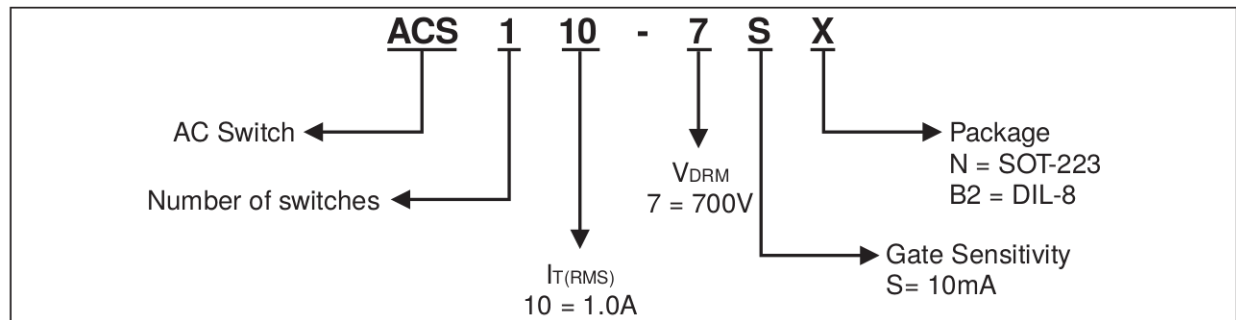 ACS 1 10 - 7 S X
AC Switch
Number of switches
IT(RMS)
10 = 1.0A
VDRM
7 = 700V
Package
N = SOT-223
B2 = DIL-8
Gate Sensitivity
S= 10mA